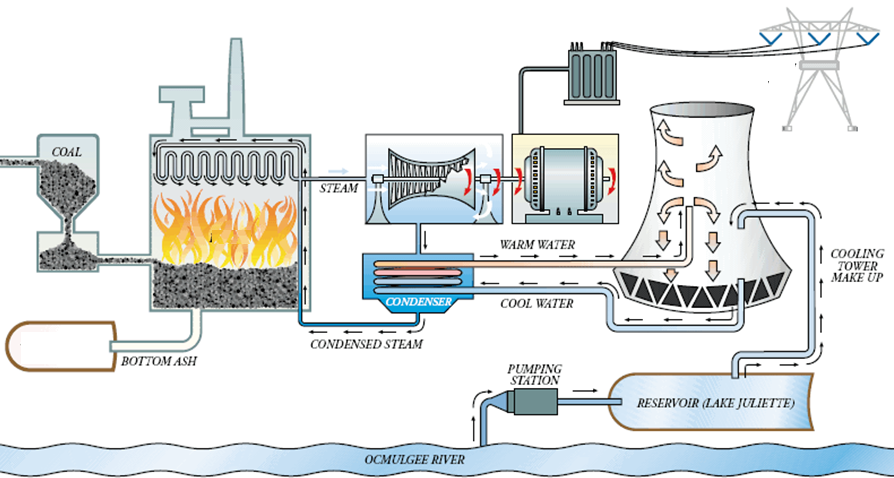 COAL
STEAM
WARM WATER
COOLING
TOWER
MAKE UP
CONDENSER
COOL WATER
CONDENSED STEAM
BOTTOM ASH
PUMPING
STATION
RESERVOIR (LAKE JULIETTE)
OCMULGEE RIVER